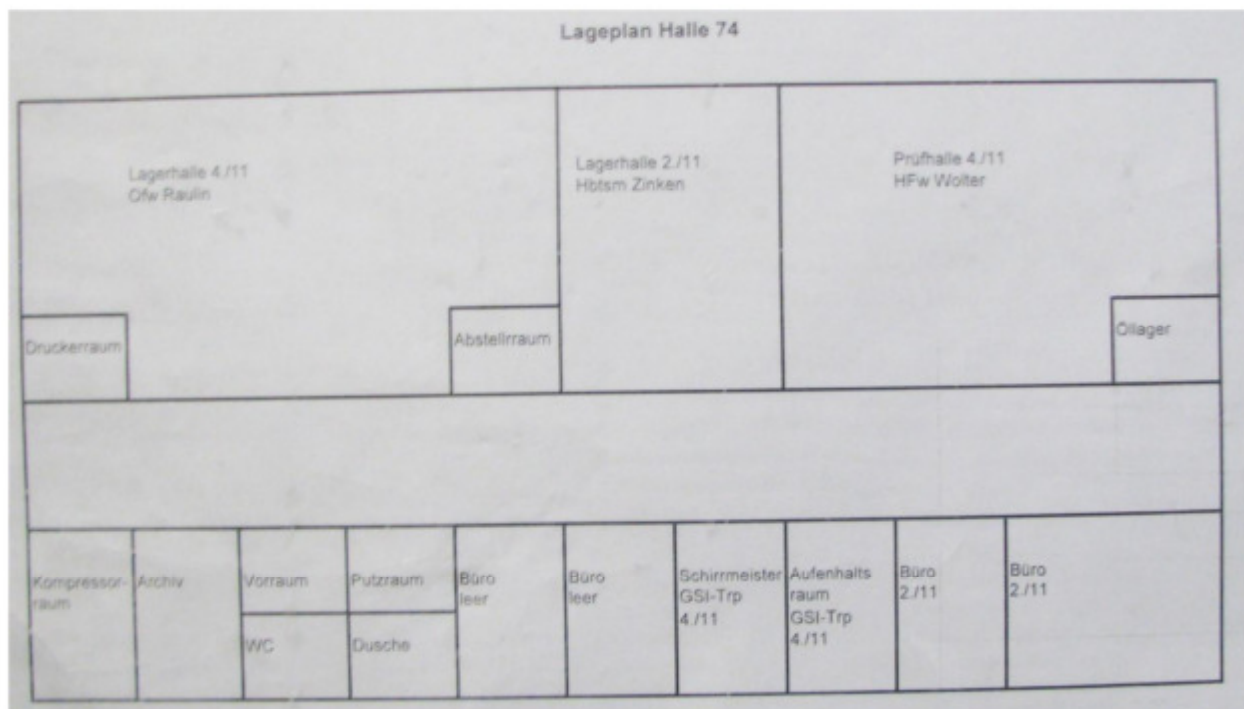 Lageplan Halle 74
Lagerhalle 4./11
Ofw Raulin
Lagerhalle 2./11
Hbtsm Zinken
Prüfhalle 4./11
HFw Wolter
Druckerraum
Abstellrraum
Öllager
Kompressor-
raum
Archiv
Vorraum
WC
Putzraum
Dusche
Büro
leer
Büro
leer
Schirrmeister
GSI-Trp
4./11
Aufenhalts
raum
GSI-Trp
4./11
Büro
2./11
Büro
2./11